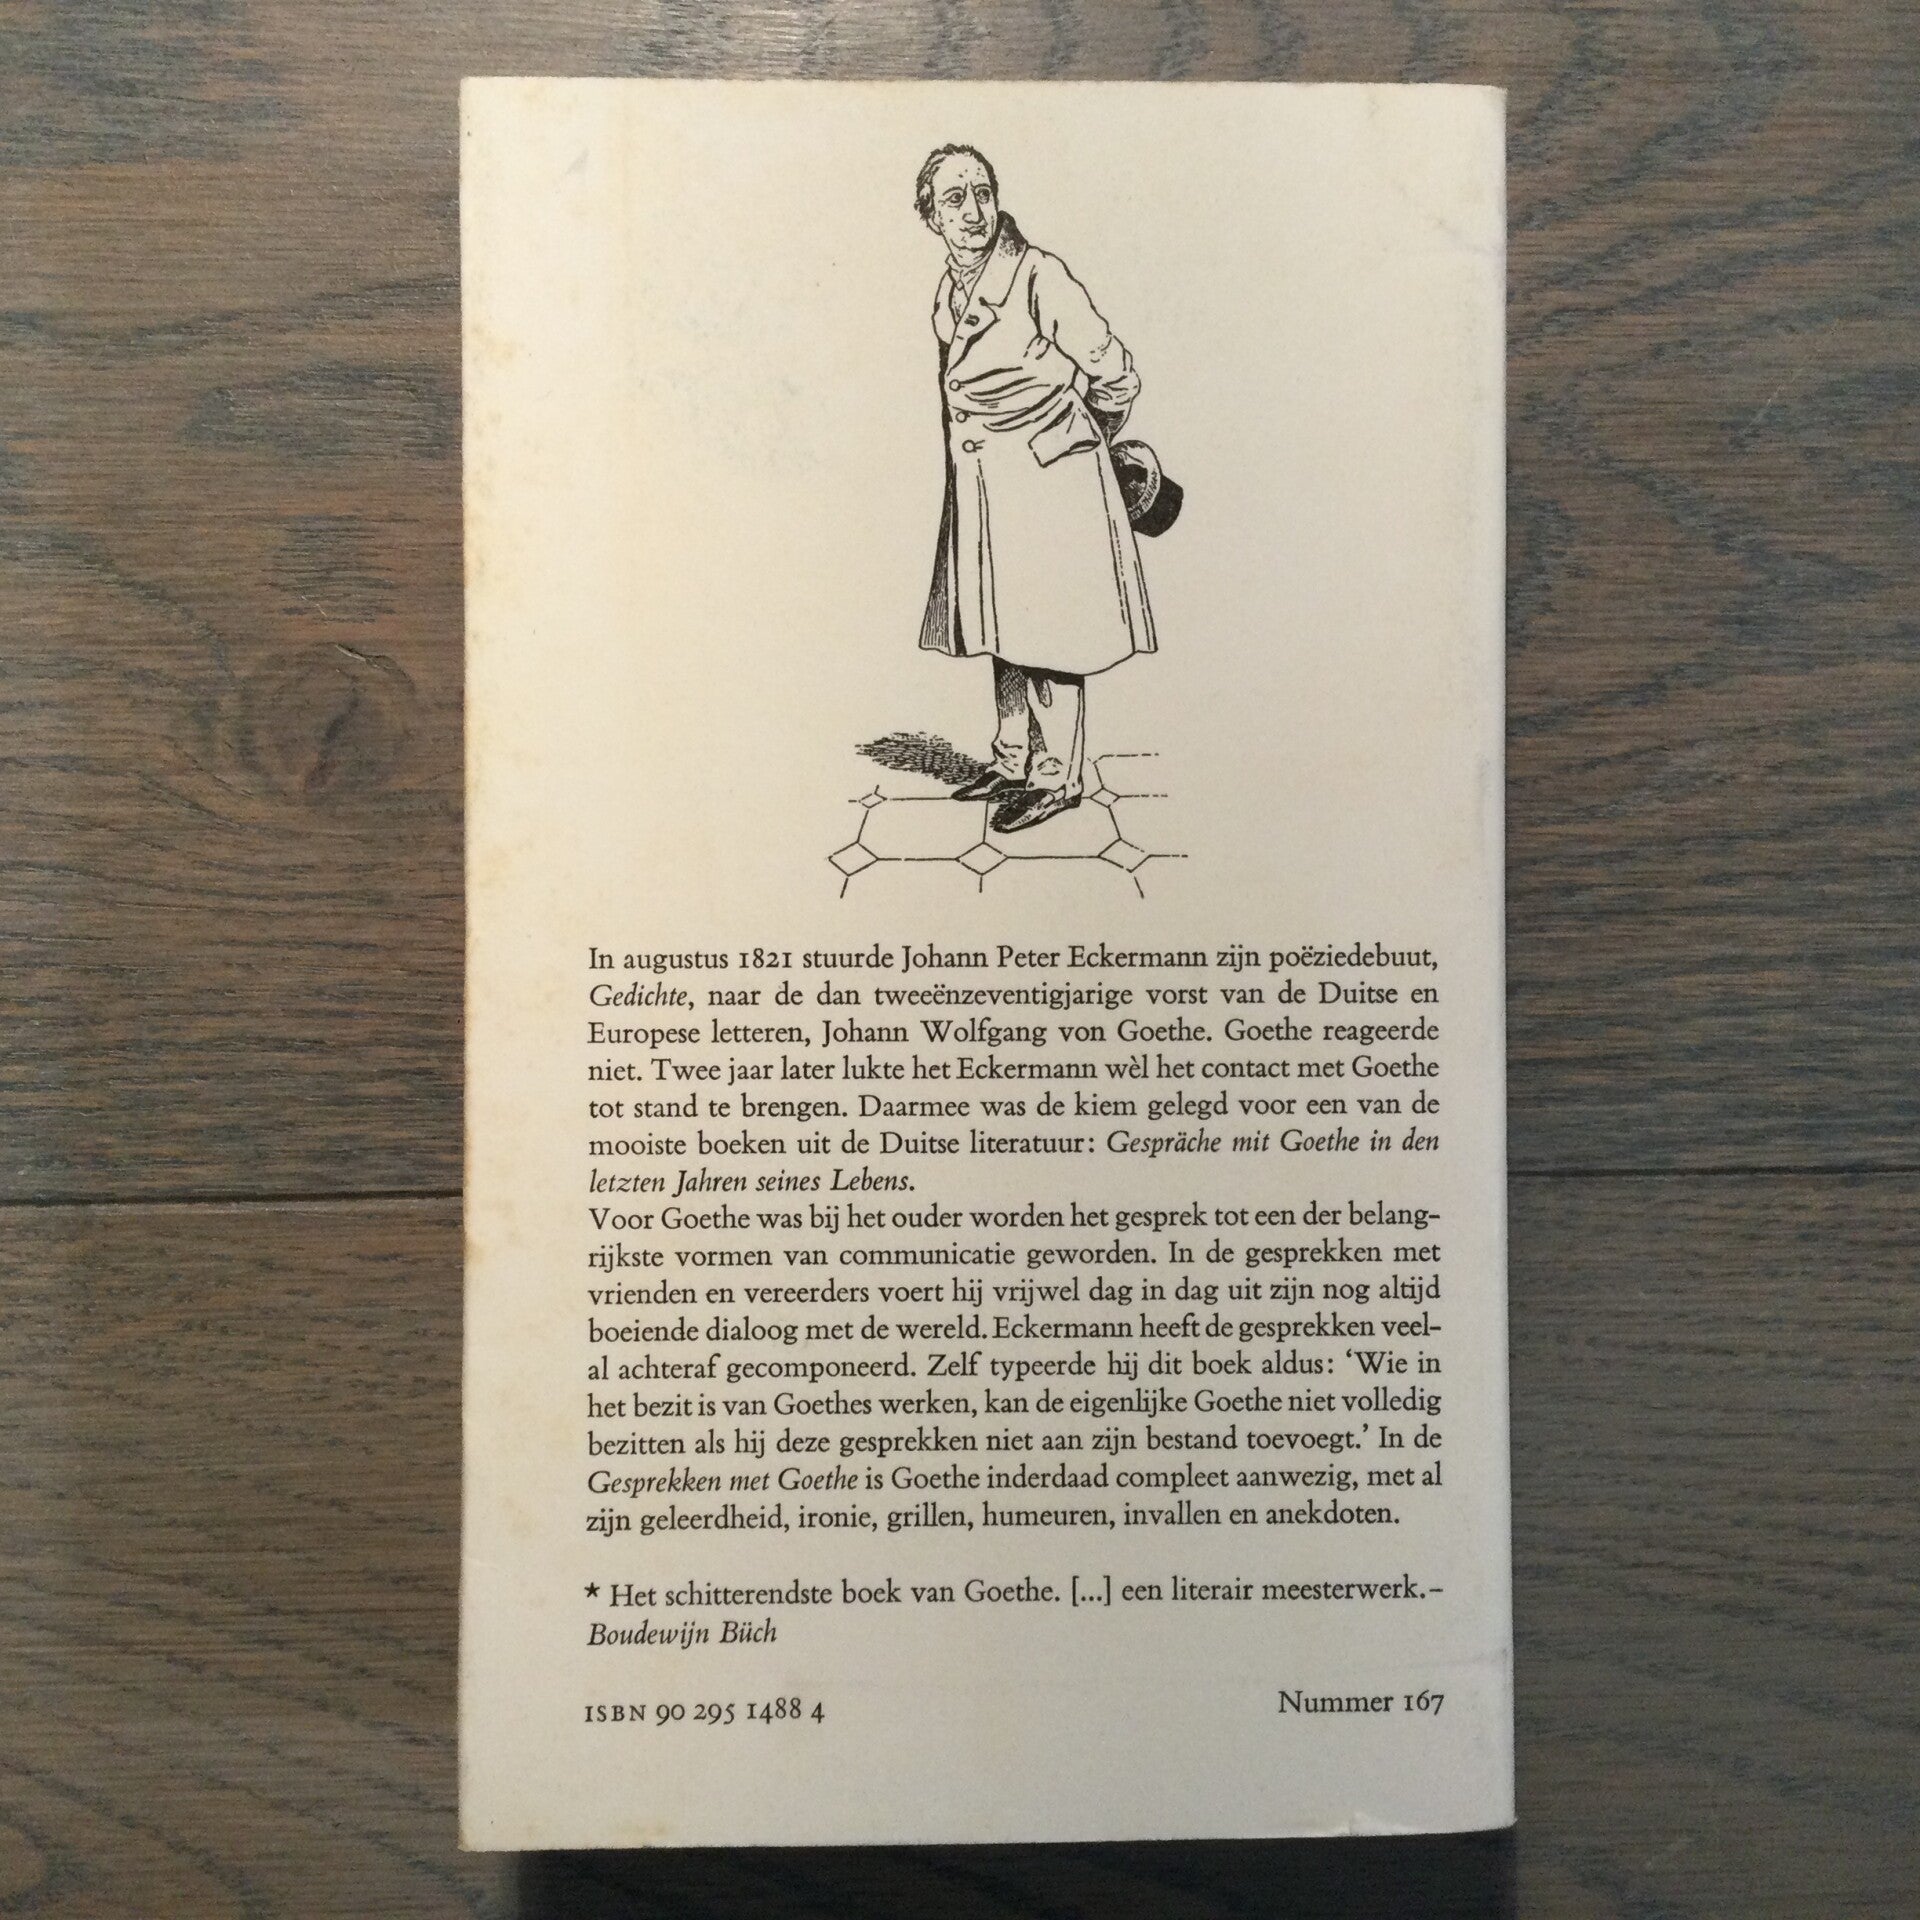 In augustus 1821 stuurde Johann Peter Eckermann zijn poëziedebuut,
Gedichte, naar de dan tweeënzeventigjarige vorst van de Duitse en
Europese letteren, Johann Wolfgang von Goethe. Goethe reageerde
niet. Twee jaar later lukte het Eckermann wèl het contact met Goethe
tot stand te brengen. Daarmee was de kiem gelegd voor een van de
mooiste boeken uit de Duitse literatuur: Gespräche mit Goethe in den
letzten Jahren seines Lebens.
Voor Goethe was bij het ouder worden het gesprek tot een der belang-
rijkste vormen van communicatie geworden. In de gesprekken met
vrienden en vereerders voert hij vrijwel dag in dag uit zijn nog altijd
boeiende dialoog met de wereld. Eckermann heeft de gesprekken veel-
al achteraf gecomponeerd. Zelf typeerde hij dit boek aldus: ‘Wie in
het bezit is van Goethes werken, kan de eigenlijke Goethe niet volledig
bezitten als hij deze gesprekken niet aan zijn bestand toevoegt.’ In de
Gesprekken met Goethe is Goethe inderdaad compleet aanwezig, met al
zijn geleerdheid, ironie, grillen, humeuren, invallen en anekdoten.
* Het schitterendste boek van Goethe. [...] een literair meesterwerk.–
Boudewijn Büch
ISBN 90 295 1488 4
Nummer 167